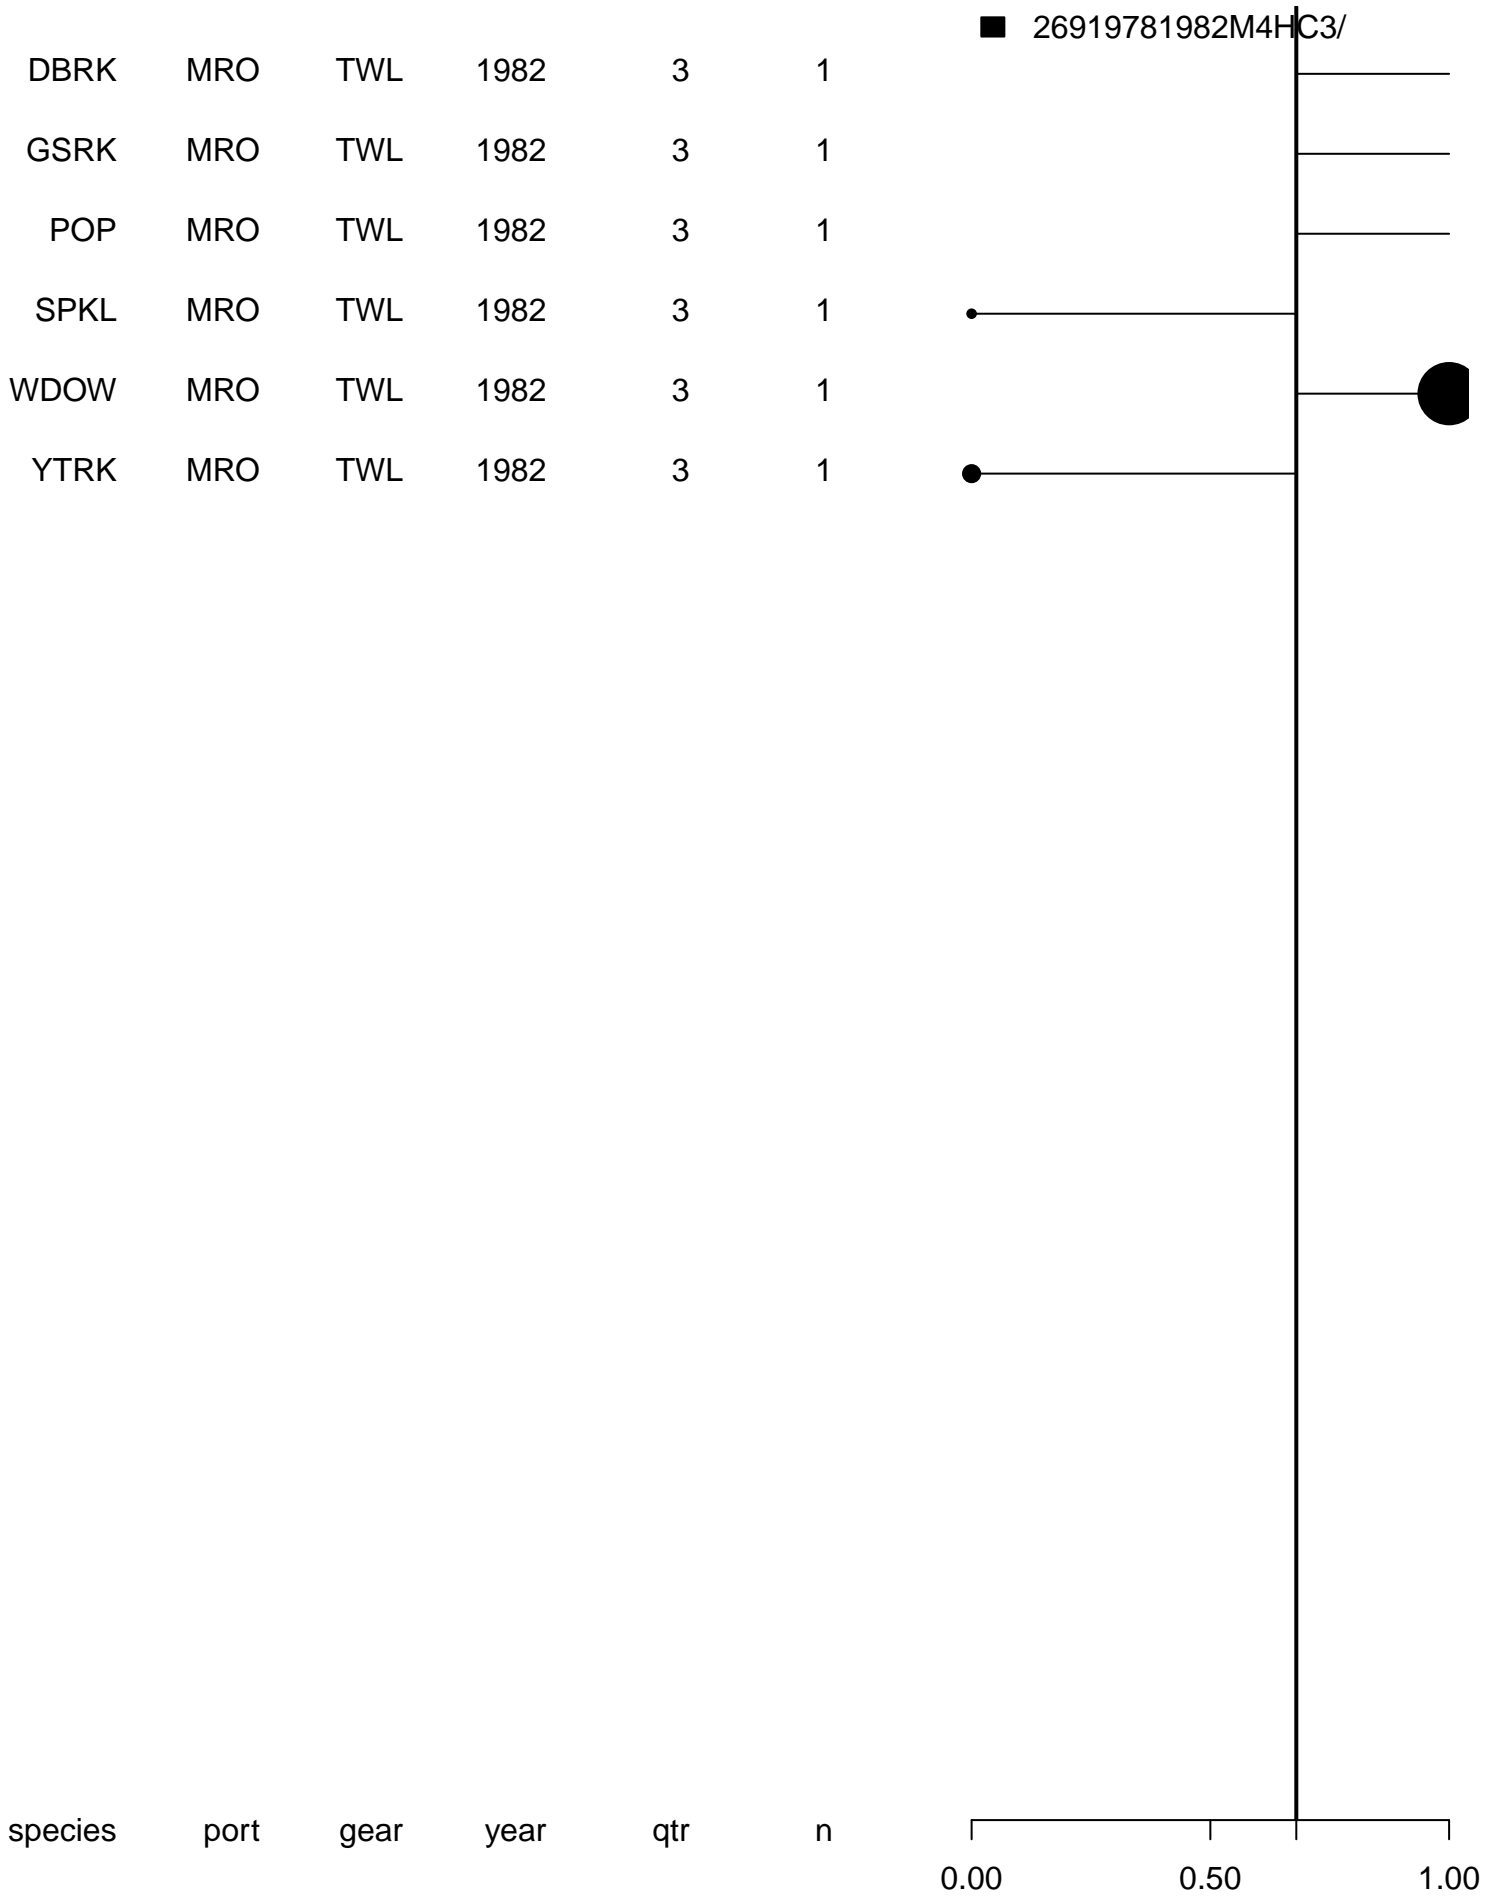 26919781982M4HC3/
DBRK MRO TWL 1982 3 1
GSRK MRO TWL 1982 3 1
POP MRO TWL 1982 3 1
SPKL MRO TWL 1982 3 1
WDOW MRO TWL 1982 3 1
YTRK MRO TWL 1982 3 1
species port gear year qtr n
0.00 0.50 1.00